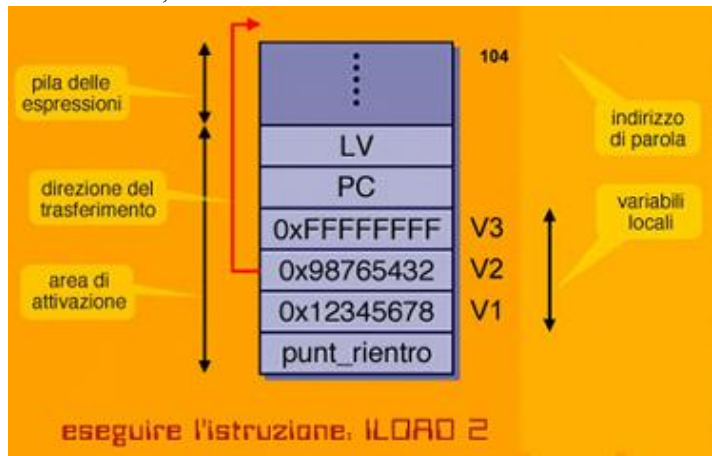 104
pila delle
espressioni
indirizzo
di parola
LV
direzione del
trasferimento
PC
variabili
locali
0xFFFFFFFF V3
0x98765432 V2
area di
attivazione
0x12345678 V1
punt_rientro
eseguire l'istruzione: ILOAD 2